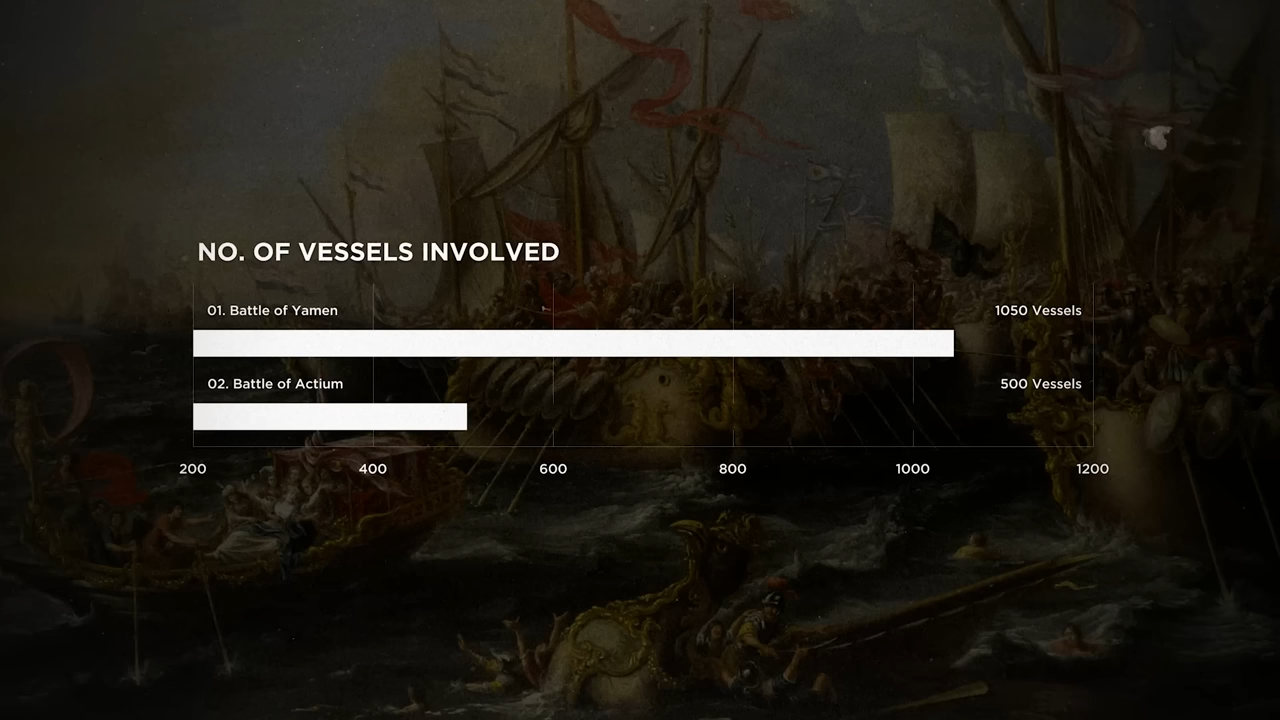 NO. OF VESSELS INVOLVED
01. Battle of Yamen 1050 Vessels
02. Battle of Actium 500 Vessels
200 400 600 800 1000 1200